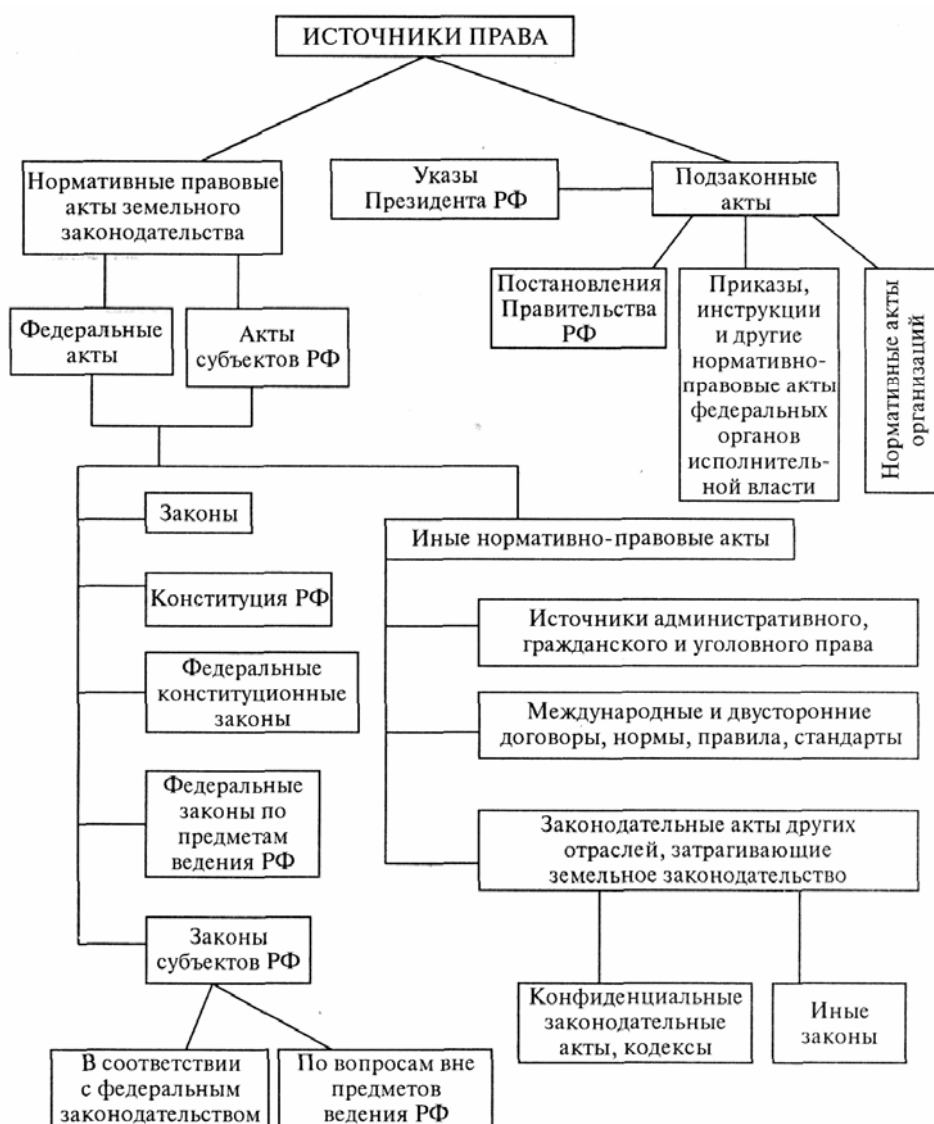 ИСТОЧНИКИ ПРАВА
Нормативные правовые
акты земельного
законодательства
Указы
Президента РФ
Подзаконные
акты
Федеральные
акты
Акты
субъектов РФ
Постановления
Правительства
РФ
Приказы,
инструкции
и другие
нормативно-
правовые акты
федеральных
органов
исполнитель-
ной власти
Нормативные акты
организаций
Законы
Конституция РФ
Федеральные
конституционные
законы
Федеральные
законы по
предметам
ведения РФ
Законы
субъектов РФ
В соответствии
с федеральным
законодательством
По вопросам вне
предметов
ведения РФ
Иные нормативно-правовые акты
Источники административного,
гражданского и уголовного права
Международные и двусторонние
договоры, нормы, правила, стандарты
Законодательные акты других
отраслей, затрагивающие
земельное законодательство
Конфиденциальные
законодательные
акты, кодексы
Иные
законы